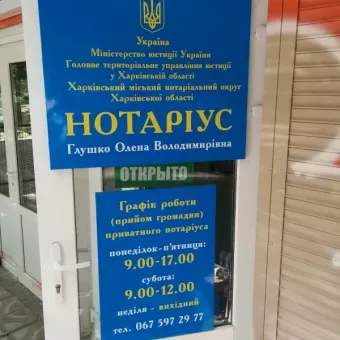 Україна
Міністерство юстиції України
Головне територіальне управління юстиції
у Харківській області
Харківський міський нотаріальний округ
Харківської області
НОТАРІУС
Глушко Олена Володимирівна
ОТКРЫТО
Графік роботи
(прийом громадян)
приватного нотаріуса
понеділок-п'ятниця:
9.00-17.00
субота:
9.00-12.00
неділя - вихідний
тел. 067 597 29 77